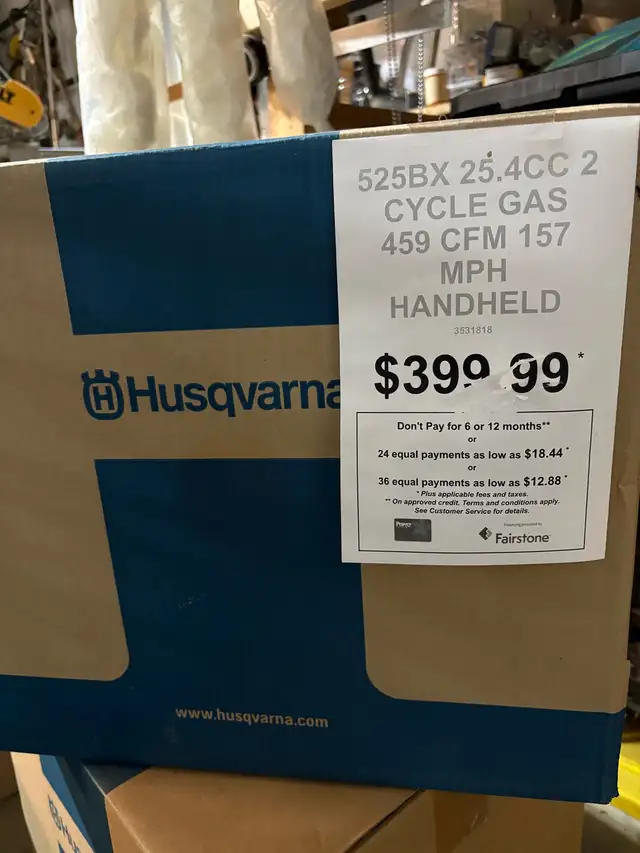 525BX 25.4CC 2
CYCLE GAS
459 CFM 157
MPH
HANDHELD
3531818
$399.99*
Don't Pay for 6 or 12 months**
or
24 equal payments as low as $18.44*
or
36 equal payments as low as $12.88*
* Plus applicable fees and taxes.
** On approved credit. Terms and conditions apply.
See Customer Service for details.
Financing provided by
Fairstone
H Husqvarna
www.husqvarna.com